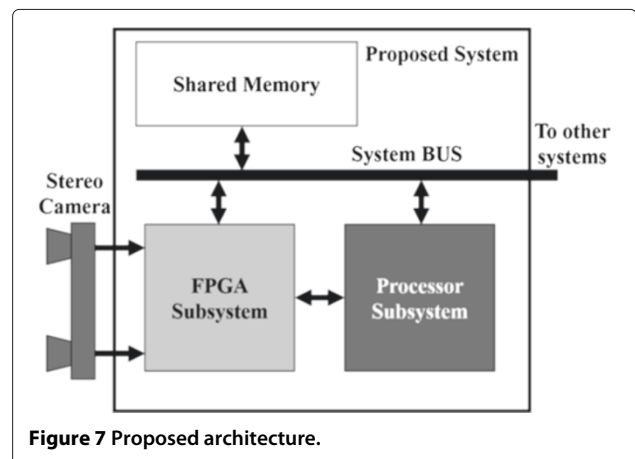 Proposed System
Shared Memory
To other
systems
System BUS
Stereo
Camera
FPGA
Subsystem
Processor
Subsystem
Figure 7 Proposed architecture.